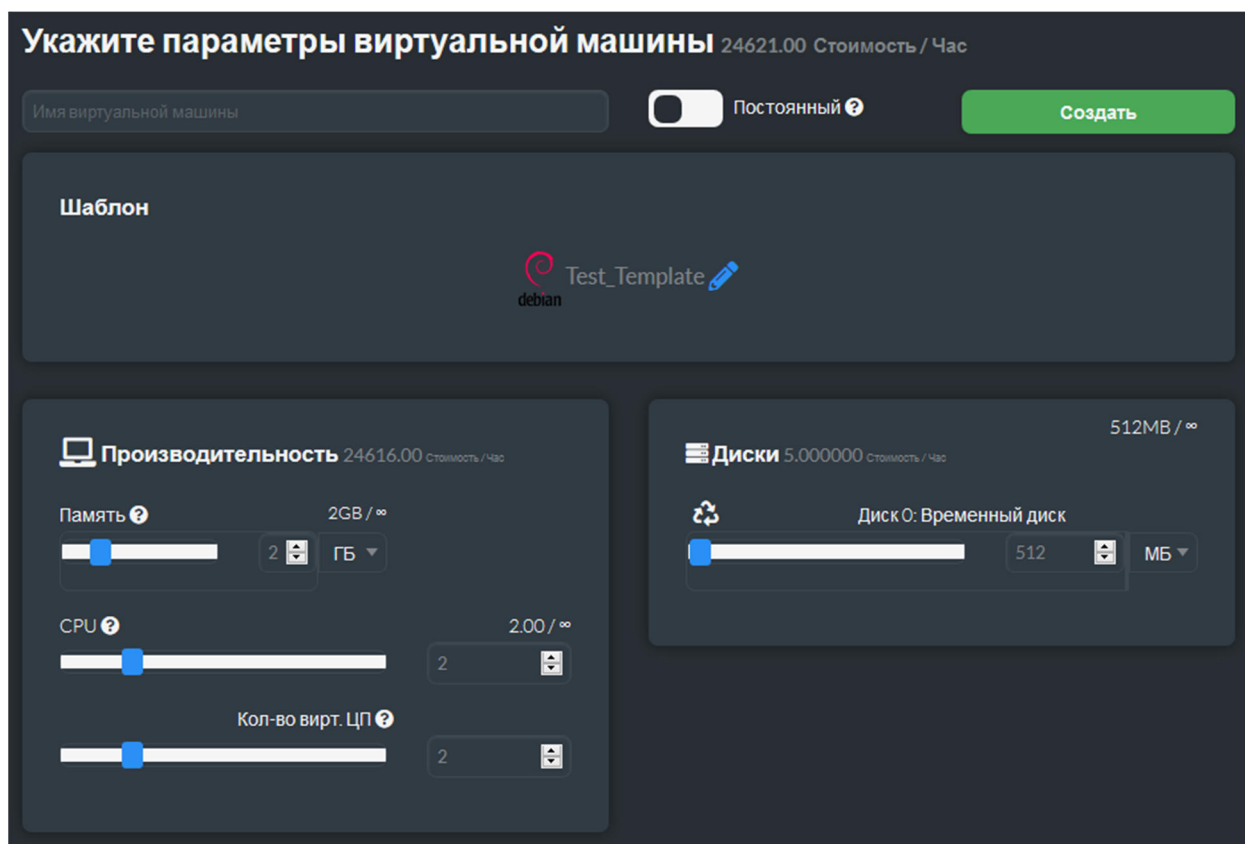 Укажите параметры виртуальной машины 24621.00 Стоимость / Час
Имя виртуальной машины
Постоянный ?
Создать
Шаблон
debian
Test_Template
Производительность 24616.00 Стоимость / Час
Память ? 2GB / ∞
2 ГБ
CPU ? 2.00 / ∞
2
Кол-во вирт. ЦП ?
2
512MB / ∞
Диски 5.000000 Стоимость / Час
Диск 0: Временный диск
512 МБ